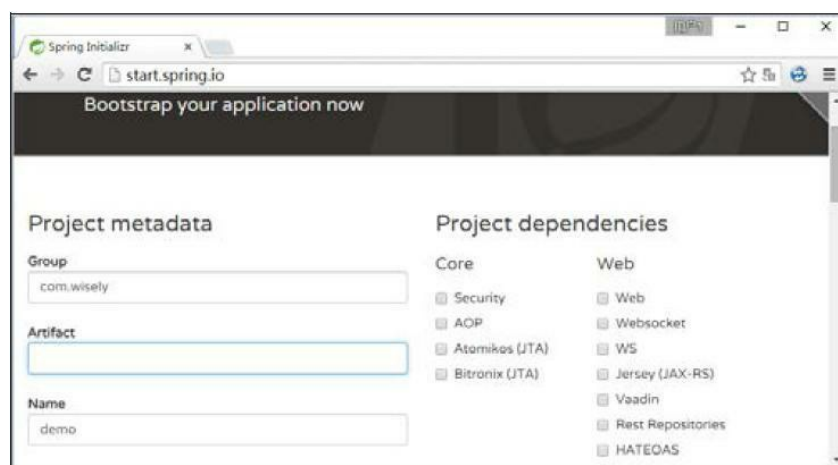 Spring Initializr
start.spring.io
Bootstrap your application now
Project metadata
Group
com.wisely
Artifact
Name
demo
Project dependencies
Core
Security
AOP
Atomikos (JTA)
Bitronix (JTA)
Web
Web
Websocket
WS
Jersey (JAX-RS)
Vaadin
Rest Repositories
HATEOAS